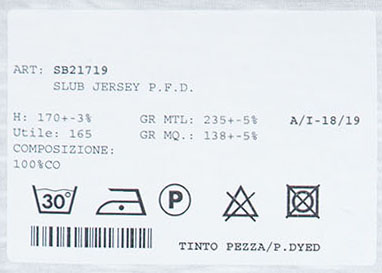 ART: SB21719
SLUB JERSEY P.F.D.
H: 170+-3% GR MTL: 235+-5% A/I-18/19
Utile: 165 GR MQ.: 138+-5%
COMPOSIZIONE:
100%CO
30° P
TINTO PEZZA/P.DYED